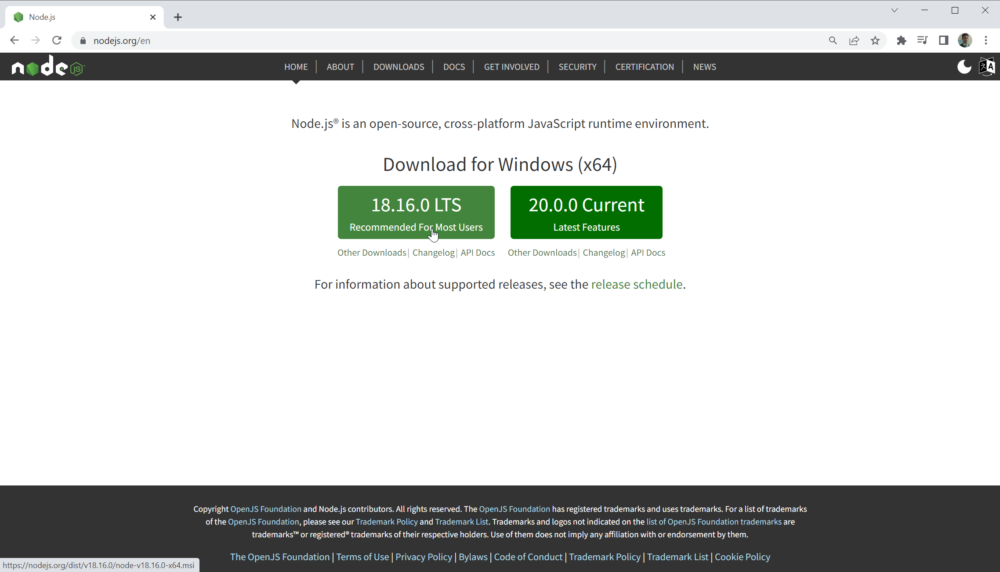 Node.js
nodejs.org/en
node JS
HOME | ABOUT | DOWNLOADS | DOCS | GET INVOLVED | SECURITY | CERTIFICATION | NEWS
Node.js® is an open-source, cross-platform JavaScript runtime environment.
Download for Windows (x64)
18.16.0 LTS
Recommended For Most Users
20.0.0 Current
Latest Features
Other Downloads | Changelog | API Docs
Other Downloads | Changelog | API Docs
For information about supported releases, see the release schedule.
Copyright OpenJS Foundation and Node.js contributors. All rights reserved. The OpenJS Foundation has registered trademarks and uses trademarks. For a list of trademarks
of the OpenJS Foundation, please see our Trademark Policy and Trademark List. Trademarks and logos not indicated on the list of OpenJS Foundation trademarks are
trademarks™ or registered® trademarks of their respective holders. Use of them does not imply any affiliation with or endorsement by them.
The OpenJS Foundation | Terms of Use | Privacy Policy | Bylaws | Code of Conduct | Trademark Policy | Trademark List | Cookie Policy
https://nodejs.org/dist/v18.16.0/node-v18.16.0-x64.msi